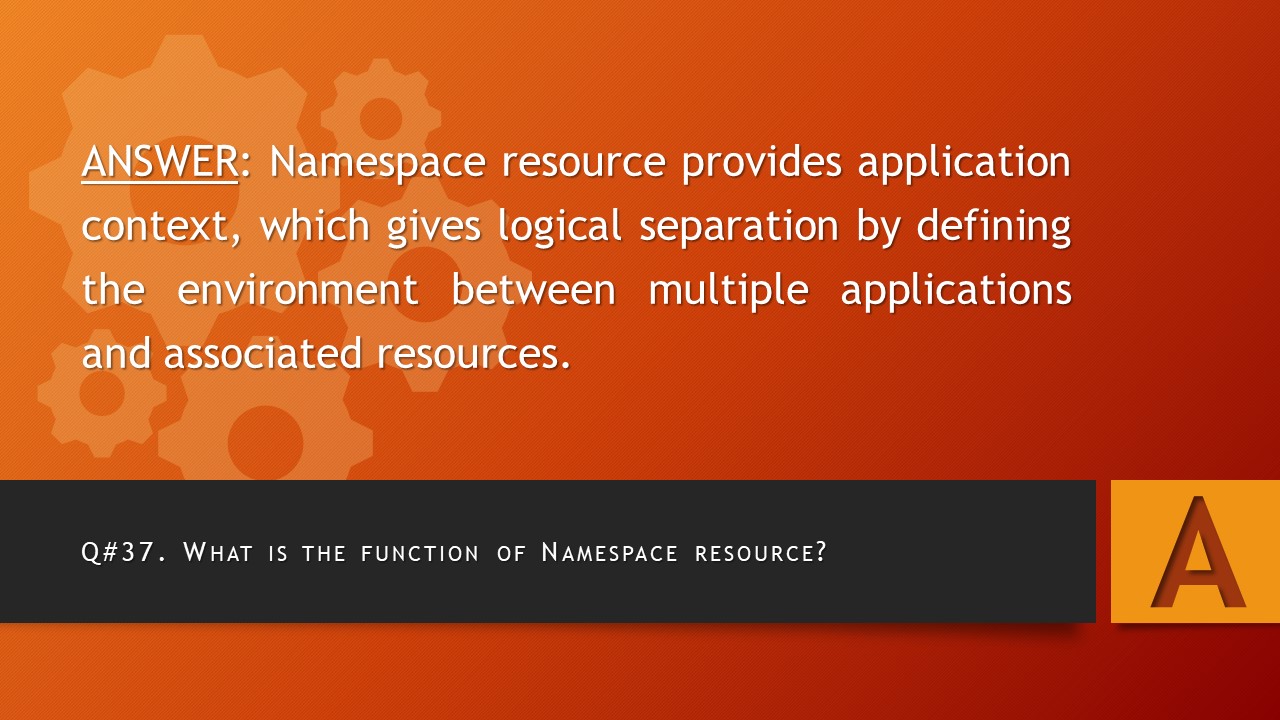 ANSWER: Namespace resource provides application
context, which gives logical separation by defining
the environment between multiple applications
and associated resources.
Q#37. What is the function of Namespace resource?
A